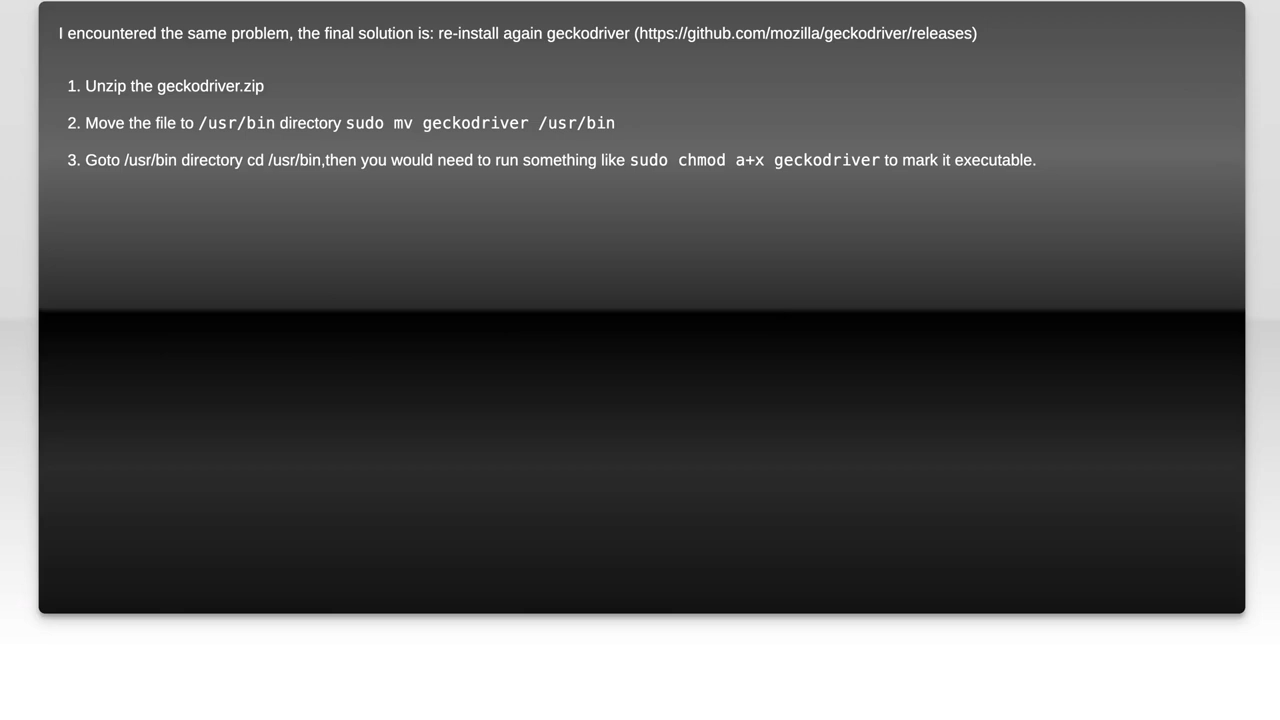 I encountered the same problem, the final solution is: re-install again geckodriver (https://github.com/mozilla/geckodriver/releases)
1. Unzip the geckodriver.zip
2. Move the file to /usr/bin directory sudo mv geckodriver /usr/bin
3. Goto /usr/bin directory cd /usr/bin,then you would need to run something like sudo chmod a+x geckodriver to mark it executable.